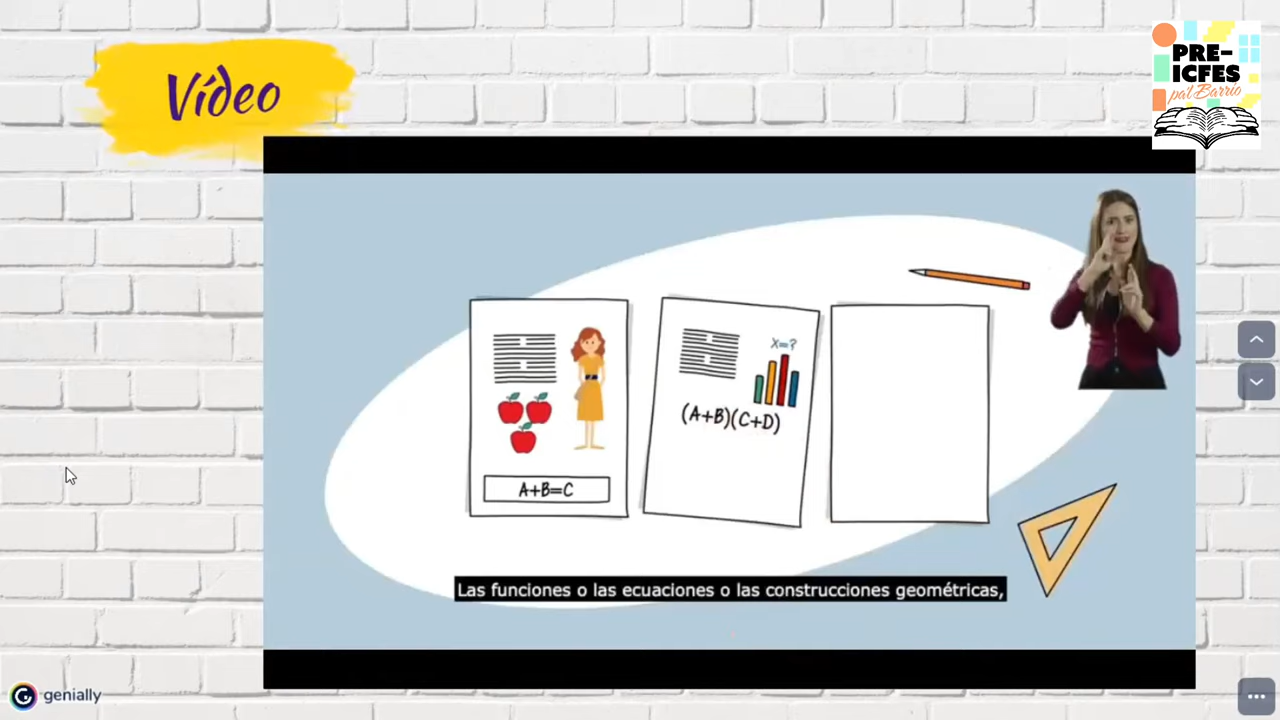 Vídeo
PRE-
ICFES
pal Barrio
X=?
(A+B)(C+D)
A+B=C
Las funciones o las ecuaciones o las construcciones geométricas,
genially